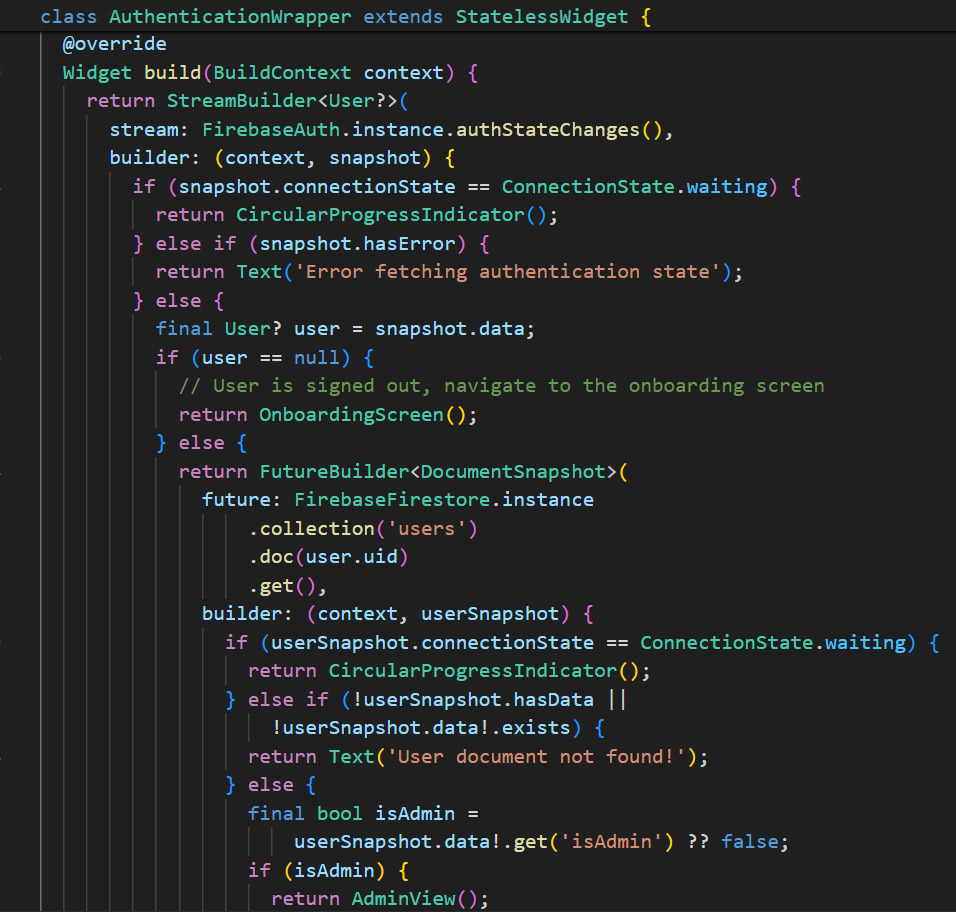 class AuthenticationWrapper extends StatelessWidget {
@override
Widget build(BuildContext context) {
return StreamBuilder<User?>(
stream: FirebaseAuth.instance.authStateChanges(),
builder: (context, snapshot) {
if (snapshot.connectionState == ConnectionState.waiting) {
return CircularProgressIndicator();
} else if (snapshot.hasError) {
return Text('Error fetching authentication state');
} else {
final User? user = snapshot.data;
if (user == null) {
// User is signed out, navigate to the onboarding screen
return OnboardingScreen();
} else {
return FutureBuilder<DocumentSnapshot>(
future: FirebaseFirestore.instance
.collection('users')
.doc(user.uid)
.get(),
builder: (context, userSnapshot) {
if (userSnapshot.connectionState == ConnectionState.waiting) {
return CircularProgressIndicator();
} else if (!userSnapshot.hasData ||
!userSnapshot.data!.exists) {
return Text('User document not found!');
} else {
final bool isAdmin =
userSnapshot.data!.get('isAdmin') ?? false;
if (isAdmin) {
return AdminView();